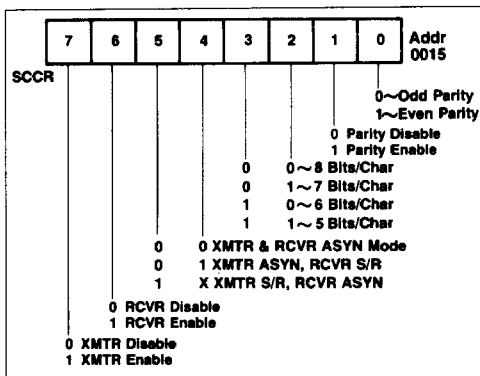 7 6 5 4 3 2 1 0 Addr
0015
SCCR
0~Odd Parity
1~Even Parity
0 Parity Disable
1 Parity Enable
0 0~8 Bits/Char
0 1~7 Bits/Char
1 0~6 Bits/Char
1 1~5 Bits/Char
0 0 XMTR & RCVR ASYN Mode
0 1 XMTR ASYN, RCVR S/R
1 X XMTR S/R, RCVR ASYN
0 RCVR Disable
1 RCVR Enable
0 XMTR Disable
1 XMTR Enable